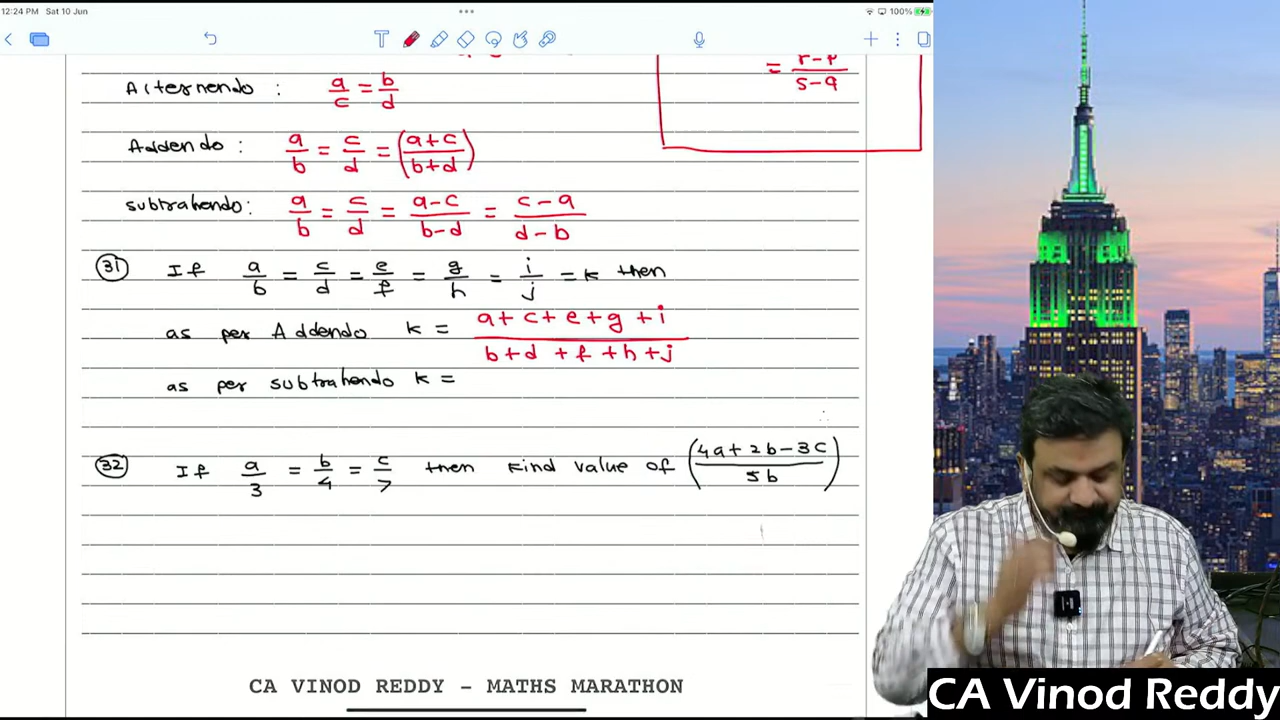 12:24 PM Sat 10 Jun
100%
= r-p / s-q
Alternendo : a/c = b/d
Addendo : a/b = c/d = (a+c / b+d)
subtrahendo: a/b = c/d = a-c / b-d = c-a / d-b
31 If a/b = c/d = e/f = g/h = i/j = k then
as per Addendo k = a+c+e+g+i / b+d+f+h+j
as per subtrahendo k =
32 If a/3 = b/4 = c/7 then find value of (4a+2b-3c / 5b)
CA VINOD REDDY - MATHS MARATHON
CA Vinod Reddy